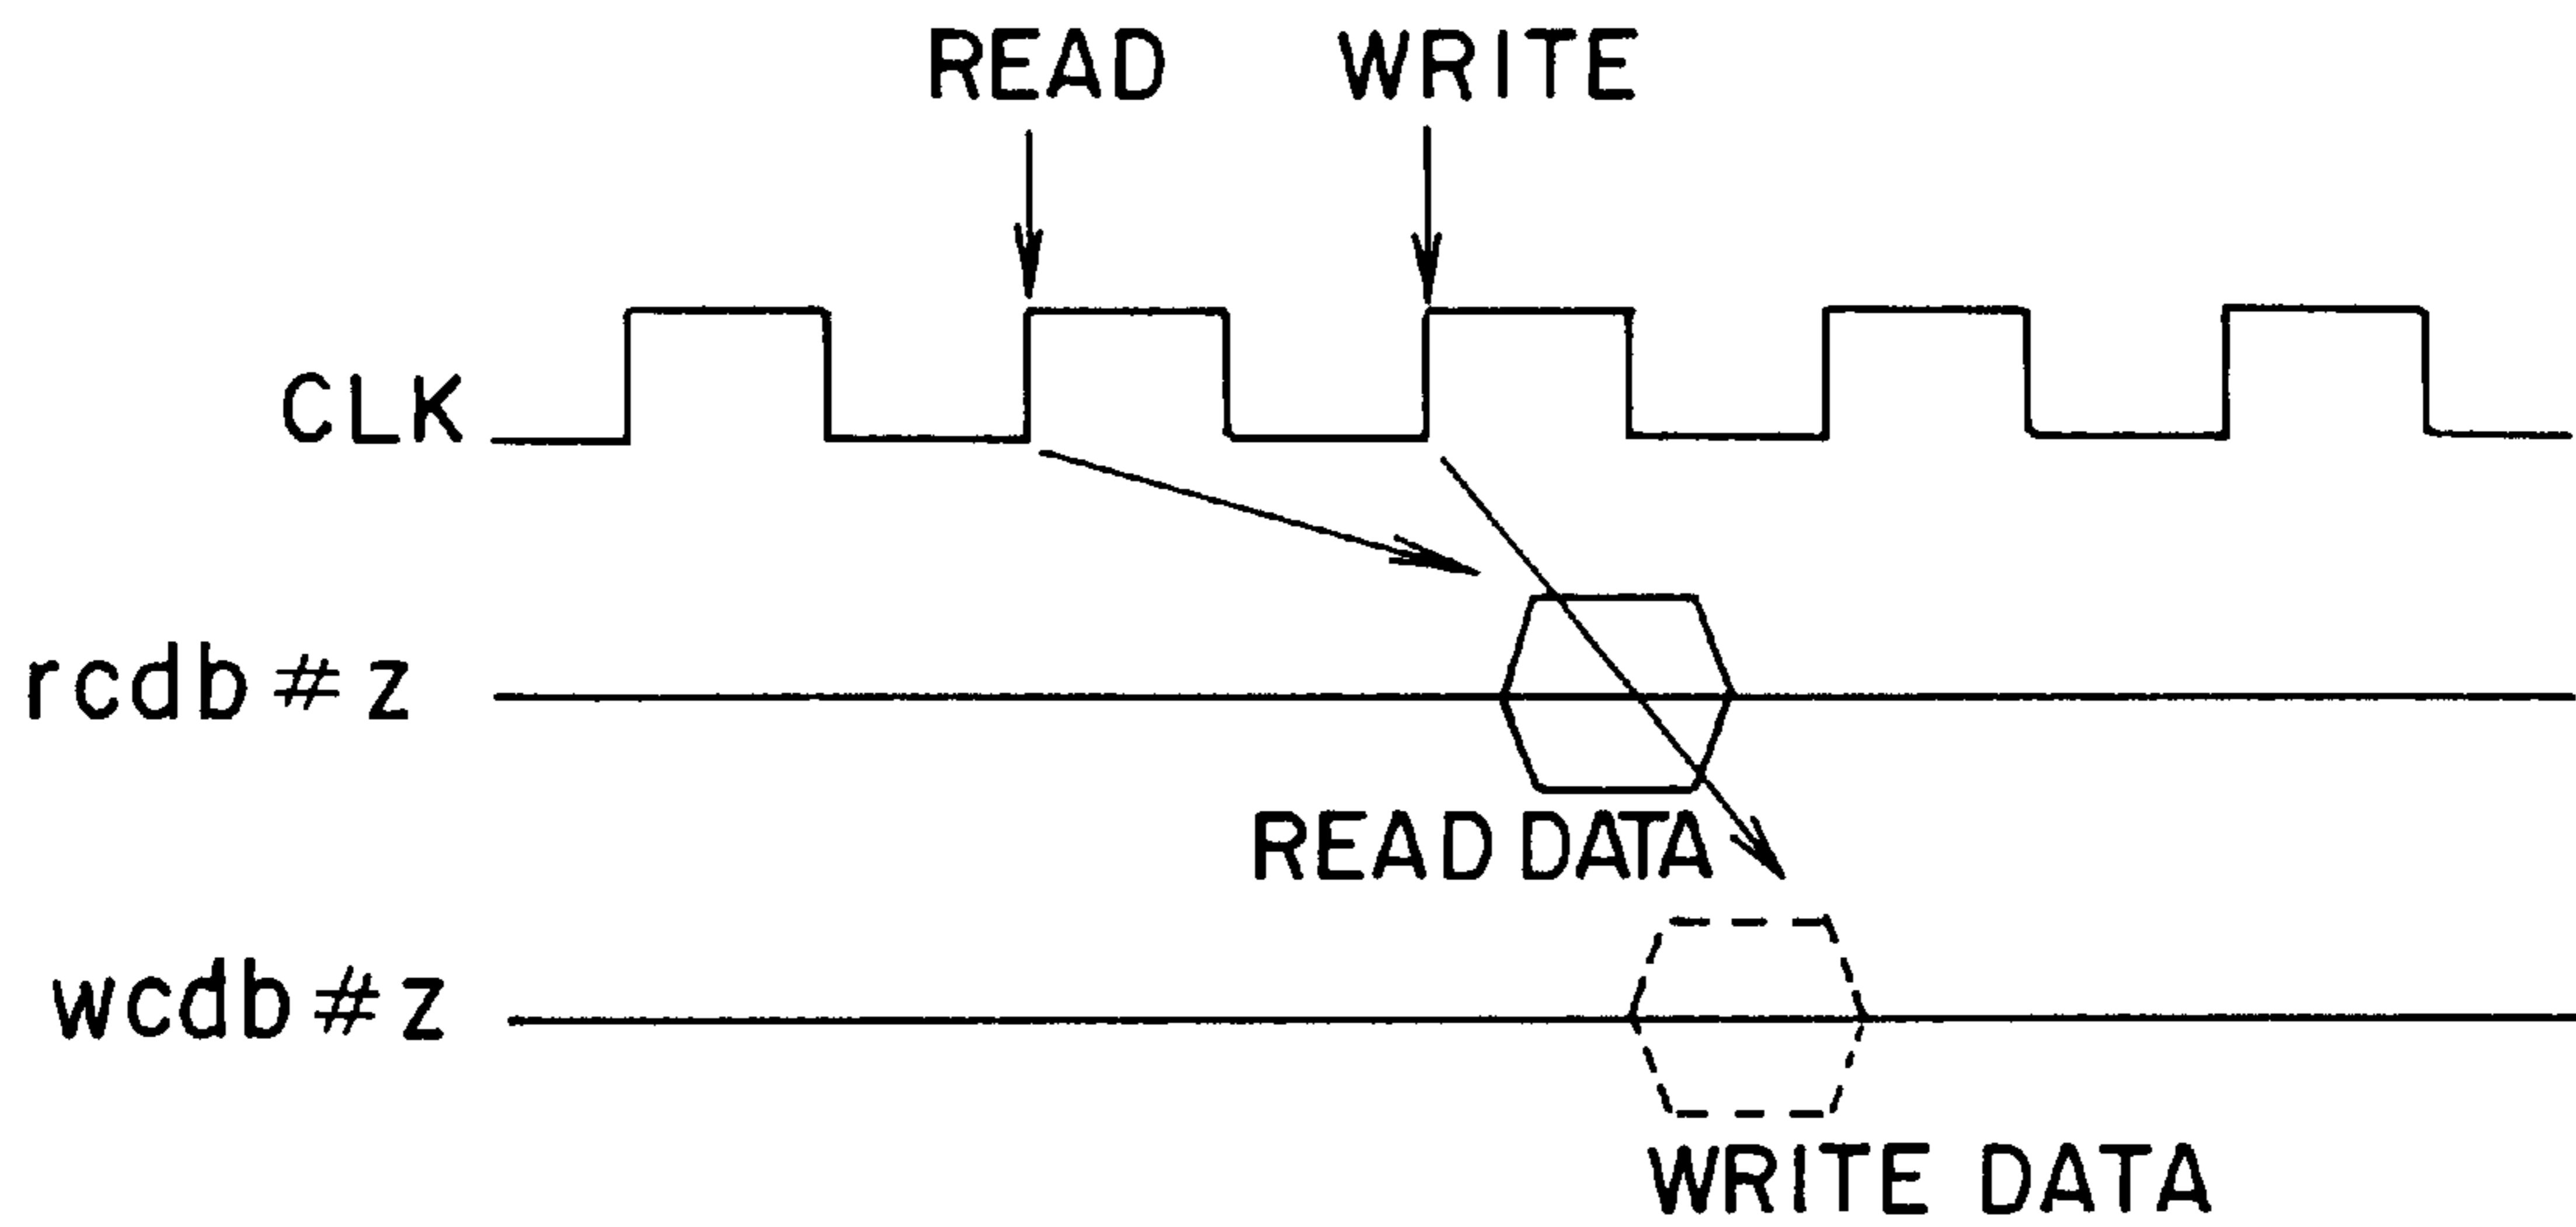 READ WRITE
CLK
rcdb#z
READ DATA
wcdb#z
WRITE DATA